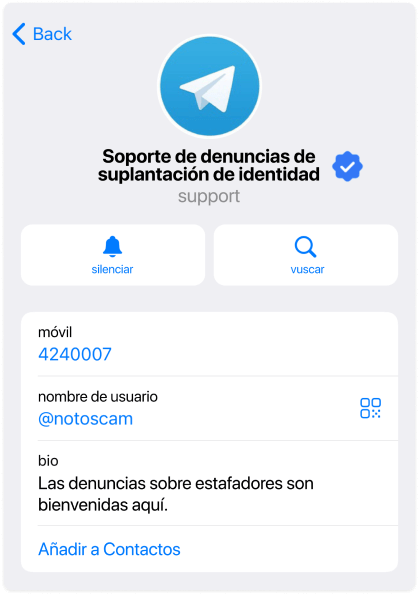 Back
Soporte de denuncias de
suplantación de identidad
support
silenciar
vuscar
móvil
4240007
nombre de usuario
@notoscam
bio
Las denuncias sobre estafadores son
bienvenidas aquí.
Añadir a Contactos